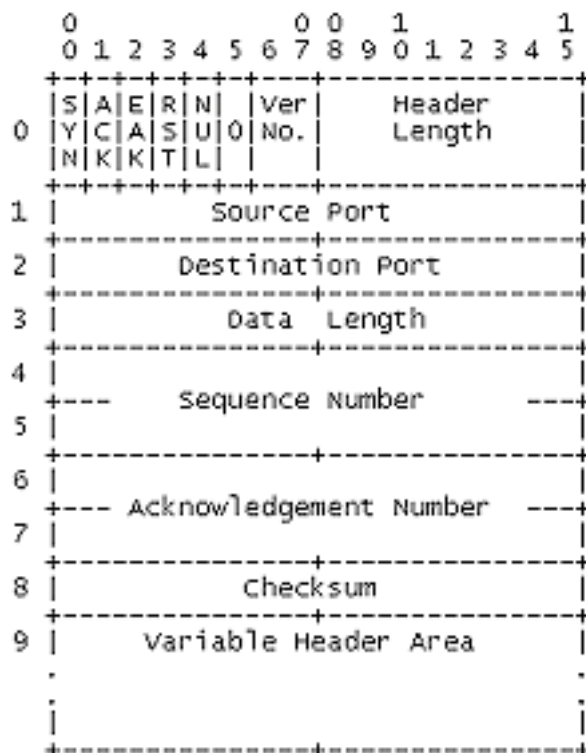 0 0 0 1 1
0 1 2 3 4 5 6 7 8 9 0 1 2 3 4 5
+-+-+-+-+-+-+---+---------------+
|S|A|E|R|N| |Ver| Header |
0 |Y|C|A|S|U|0|No.| Length |
|N|K|K|T|L| | | |
+-+-+-+-+-+-+---+---------------+
1 | Source Port |
+---------------+---------------+
2 | Destination Port |
+---------------+---------------+
3 | Data Length |
+---------------+---------------+
4 | |
+--- Sequence Number ---+
5 | |
+---------------+---------------+
6 | |
+--- Acknowledgement Number ---+
7 | |
+---------------+---------------+
8 | Checksum |
+---------------+---------------+
9 | Variable Header Area |
. .
. .
| |
+---------------+---------------+